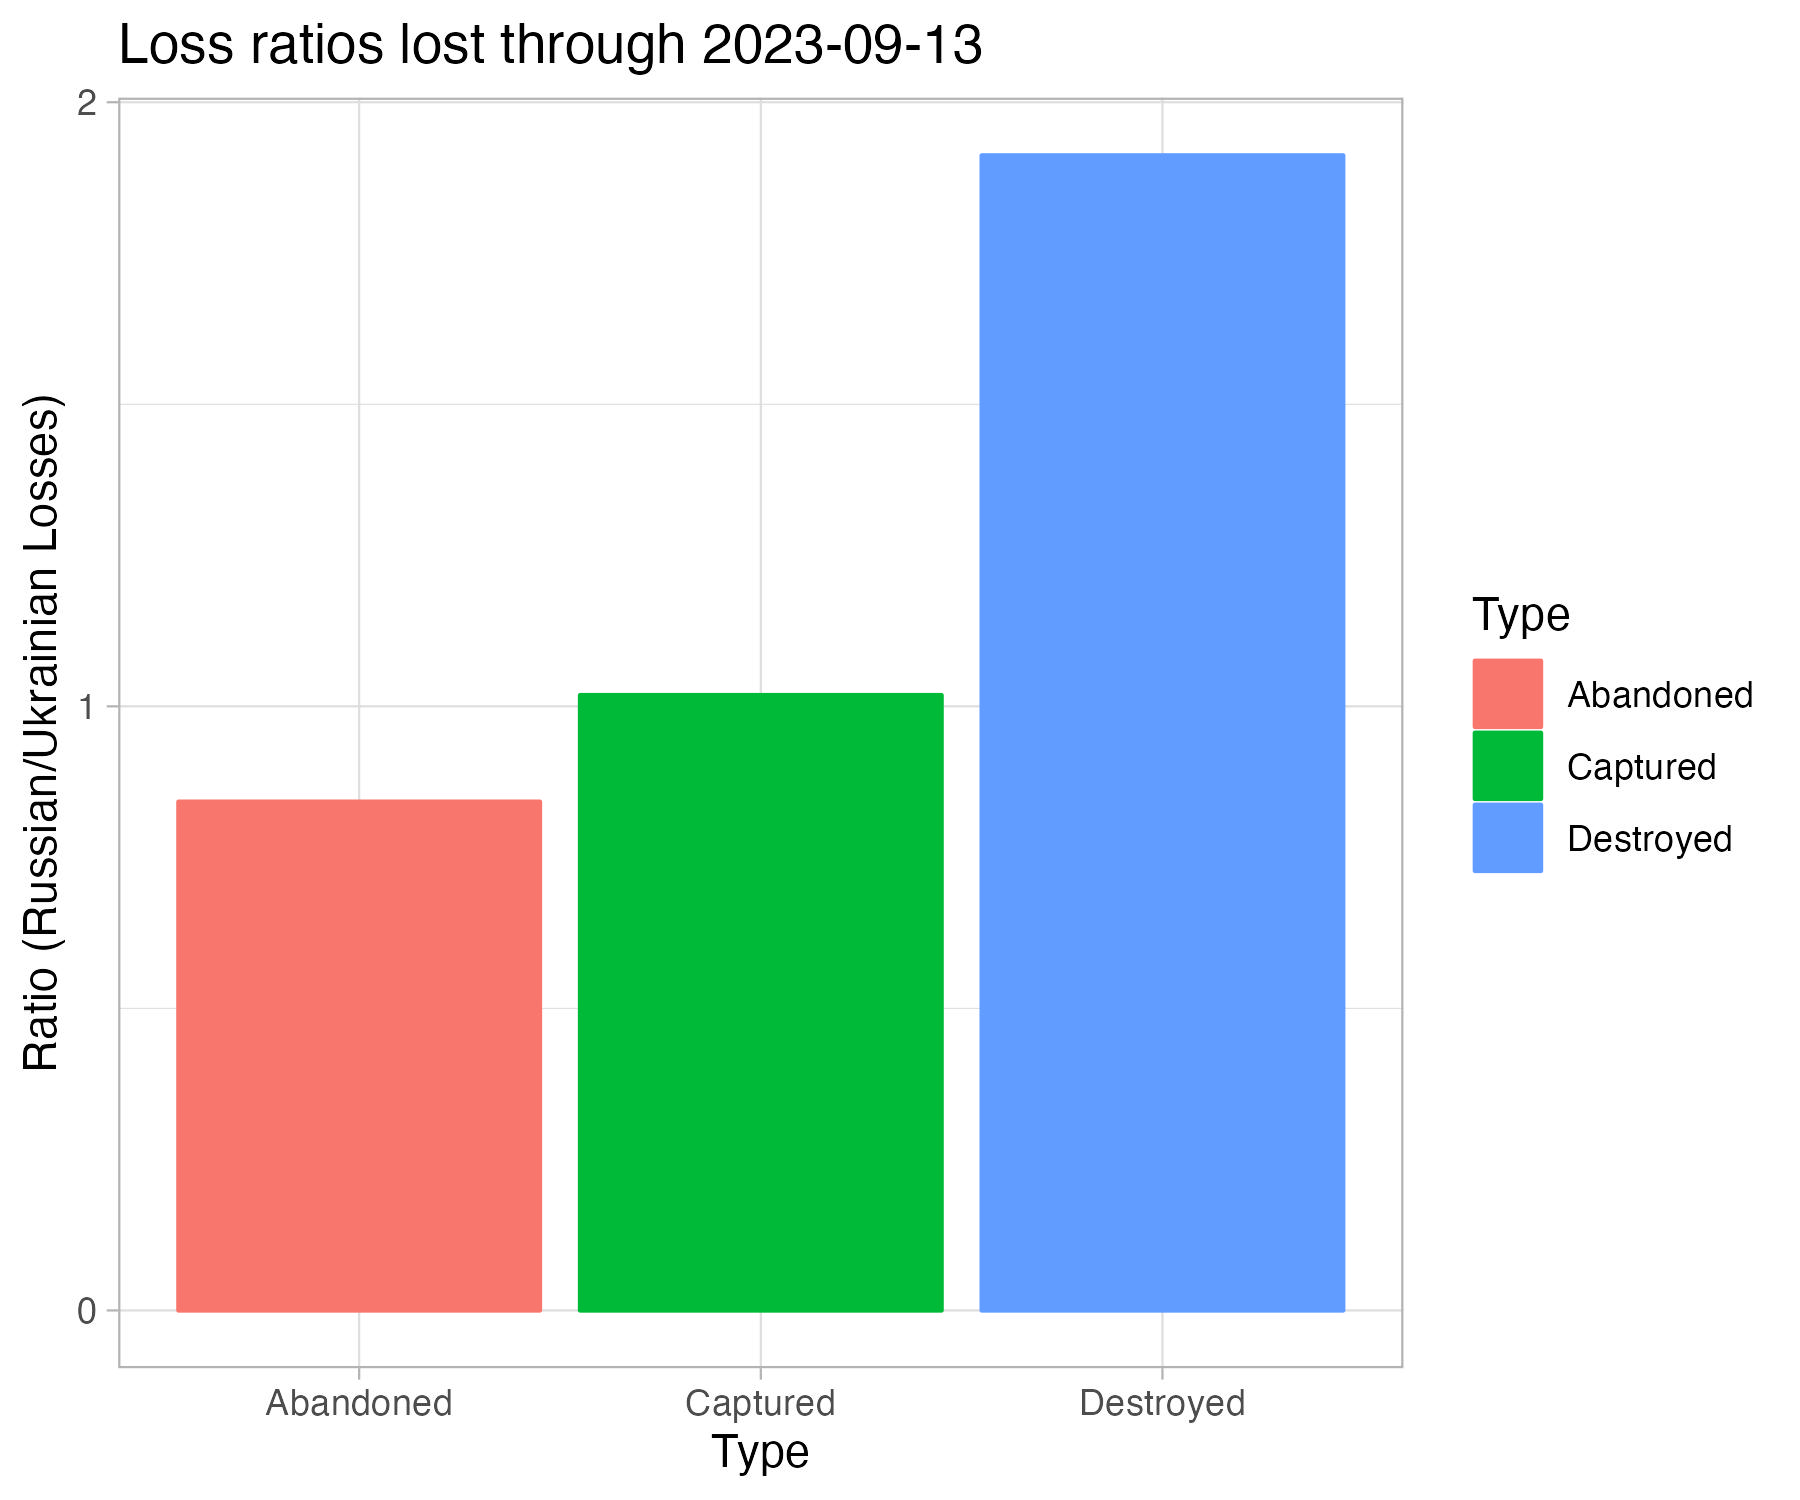 Loss ratios lost through 2023-09-13
Ratio (Russian/Ukrainian Losses)
2
1
0
Abandoned
Captured
Destroyed
Type
Type
Abandoned
Captured
Destroyed